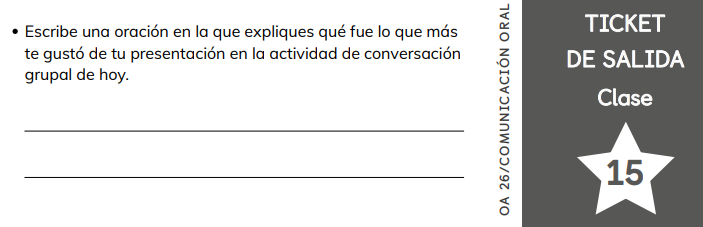 • Escribe una oración en la que expliques qué fue lo que más
te gustó de tu presentación en la actividad de conversación
grupal de hoy.
OA 26/COMUNICACIÓN ORAL
TICKET
DE SALIDA
Clase
15